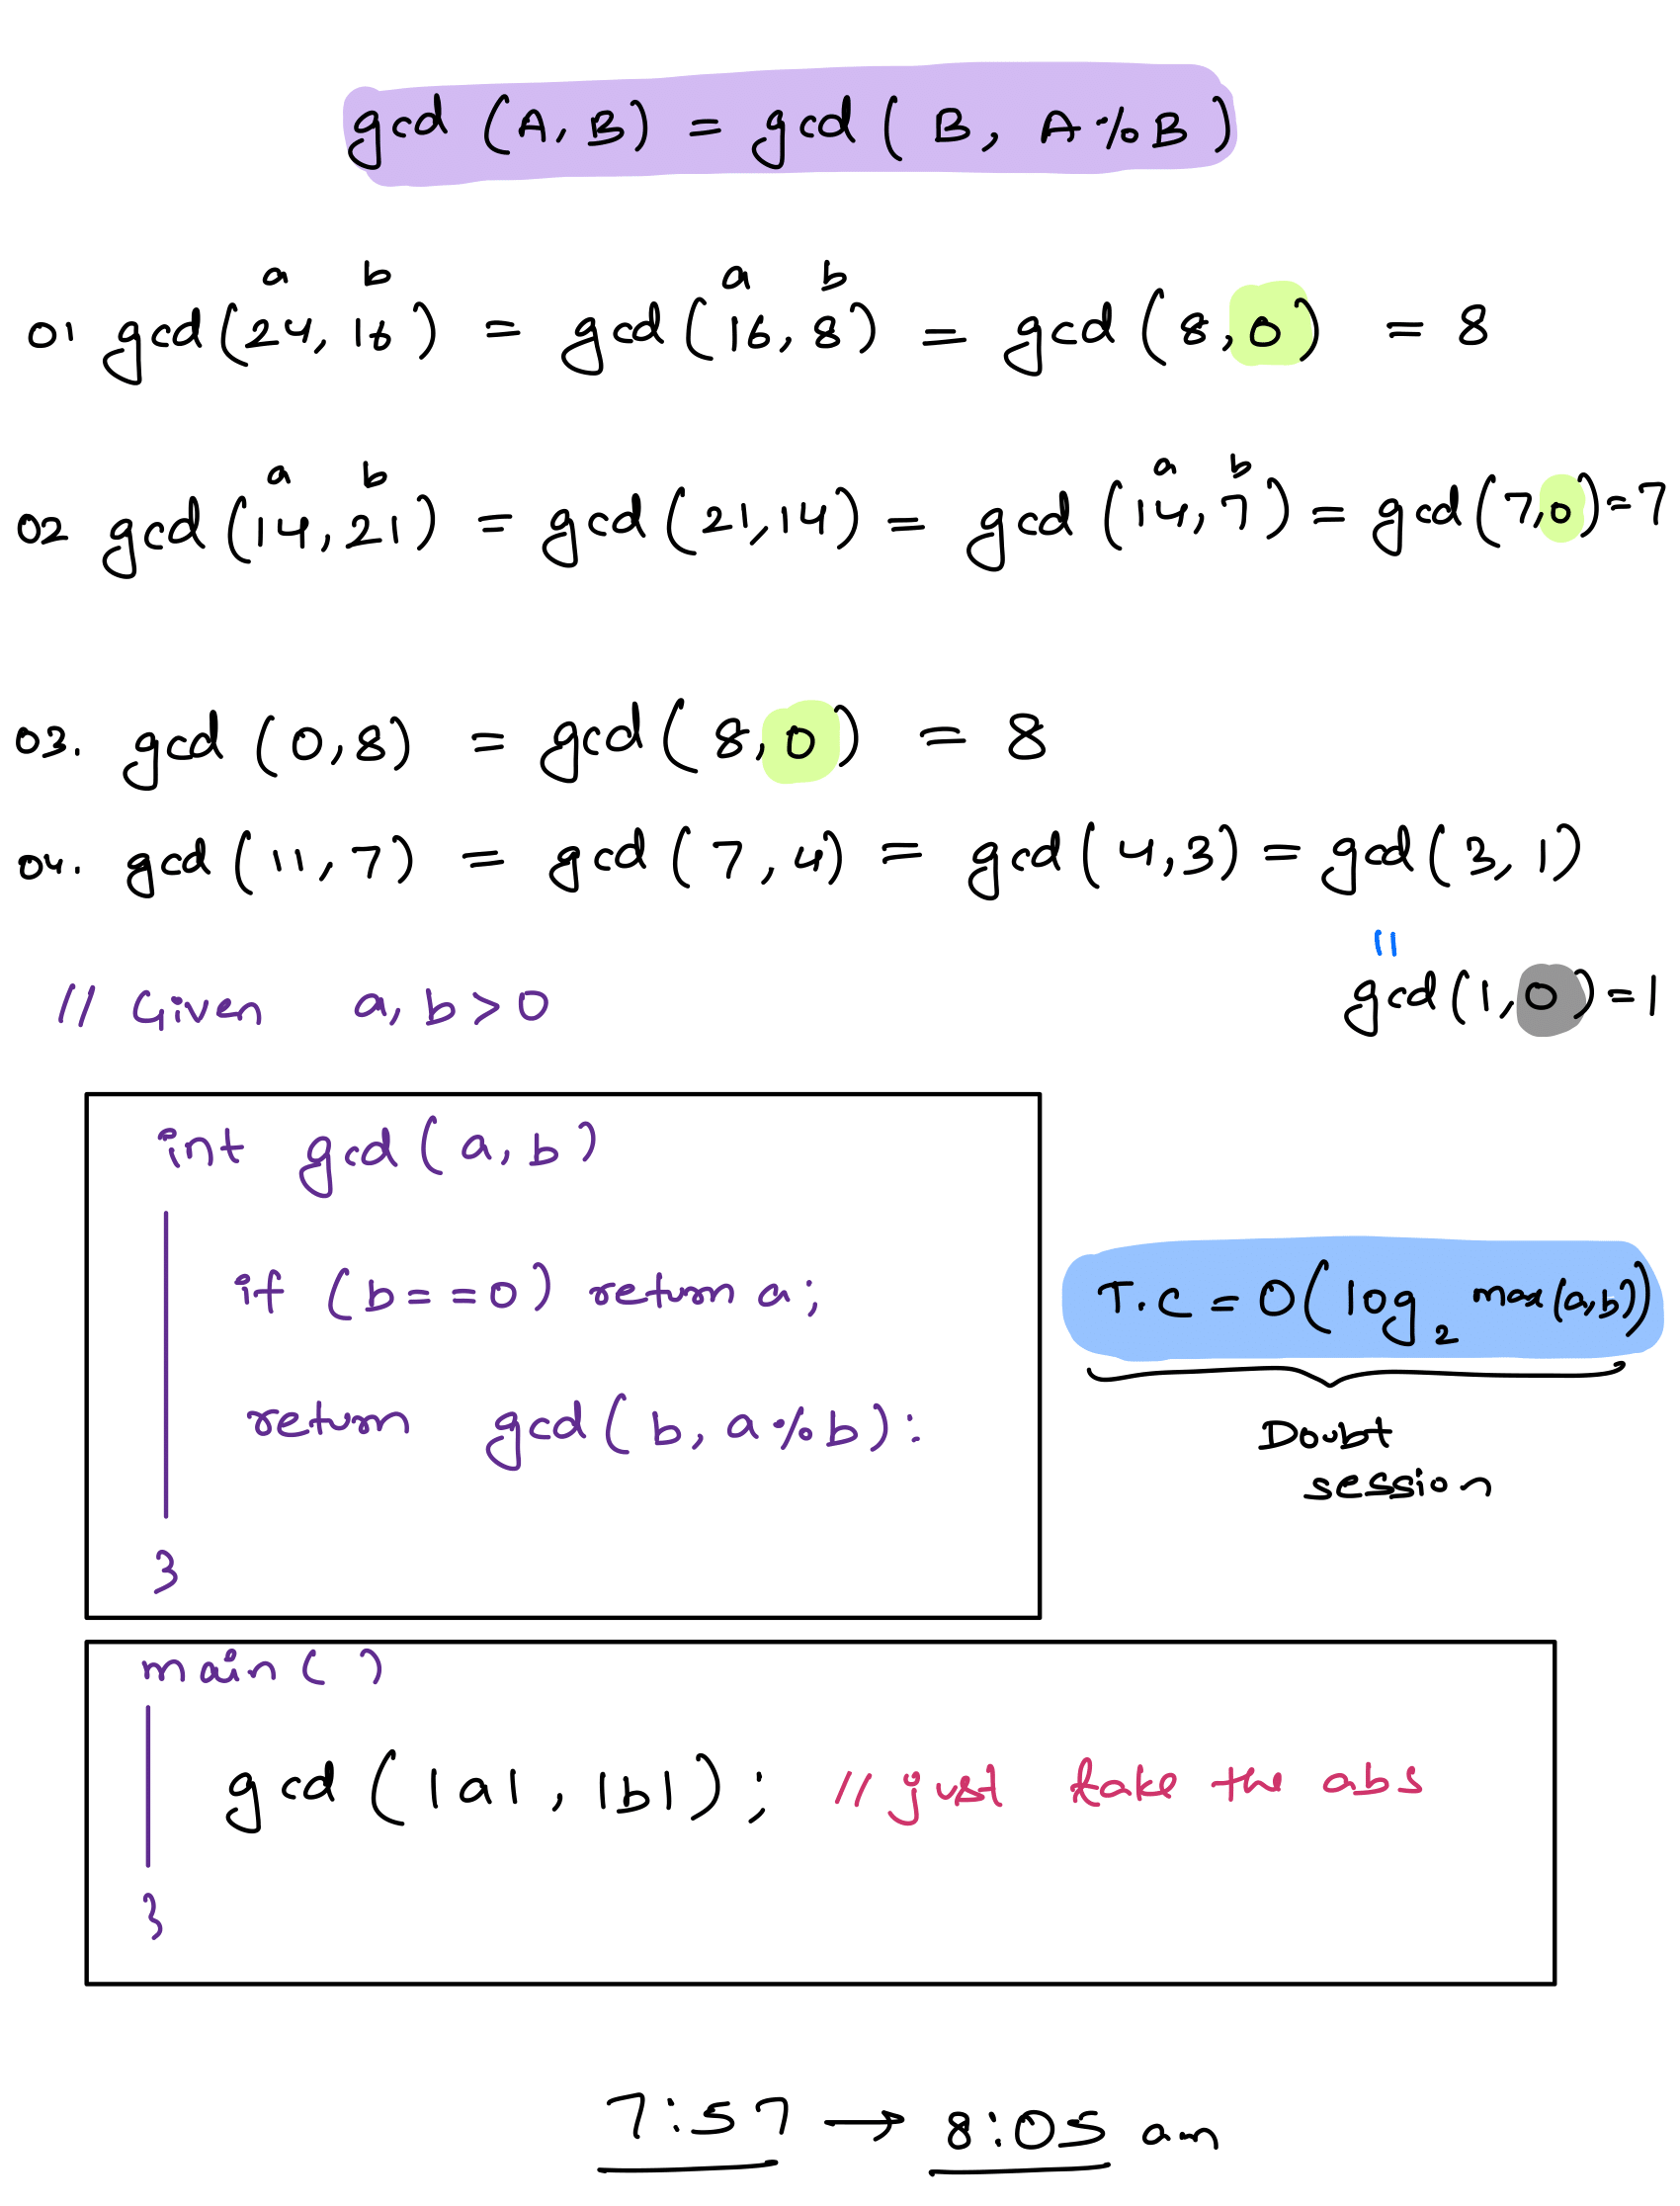 gcd (A, B) = gcd ( B, A % B )
a b a b
01 gcd(24, 16) = gcd(16, 8) = gcd(8, 0) = 8
a b a b
02 gcd(14, 21) = gcd(21, 14) = gcd(14, 7) = gcd(7, 0) = 7
03. gcd (0, 8) = gcd(8, 0) = 8
04. gcd (11, 7) = gcd (7, 4) = gcd(4, 3) = gcd(3, 1)
||
// Given a, b > 0
gcd(1, 0) = 1
int gcd(a, b)
if (b==0) return a;
return gcd(b, a % b):
}
T.C = O(log₂ max(a,b))
Doubt
session
main ( )
gcd ( |a| , |b| ) ; // just take the abs
}
7:57 → 8:05 am